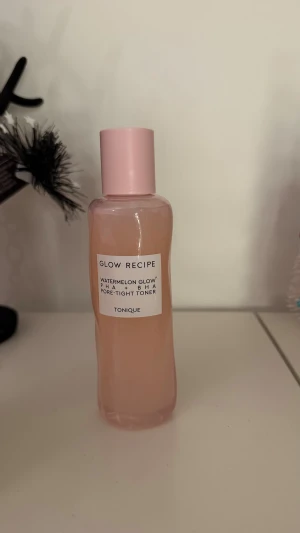 GLOW RECIPE
WATERMELON GLOW
PHA + BHA
PORE-TIGHT TONER
TONIQUE